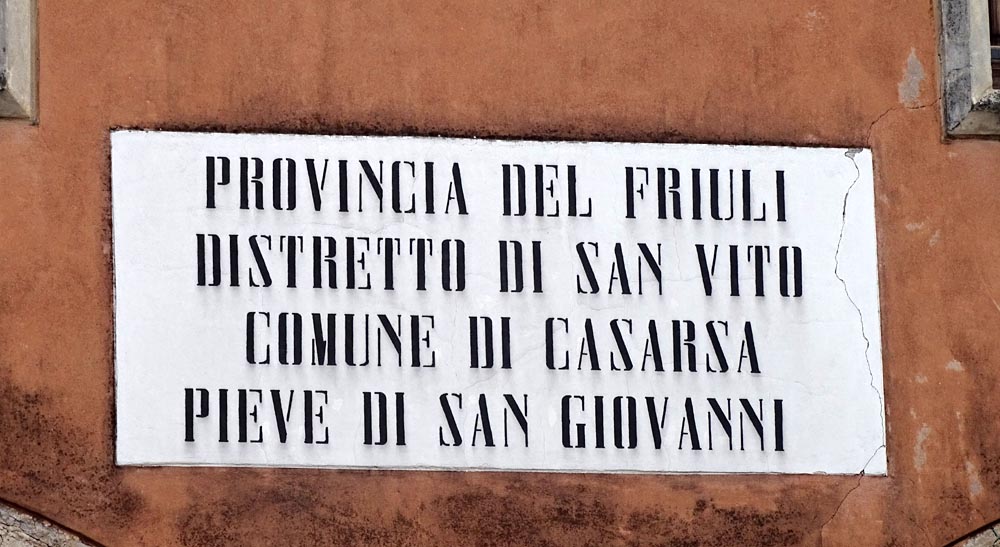 PROVINCIA DEL FRIULI
DISTRETTO DI SAN VITO
COMUNE DI CASARSA
PIEVE DI SAN GIOVANNI